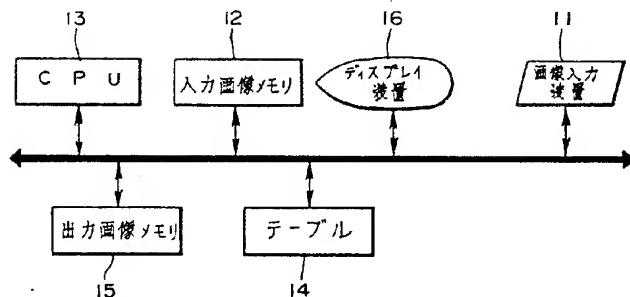 13
12
16
11
C P U
入力画像メモリ
ディスプレイ
装置
画像入力
装置
出力画像メモリ
テーブル
15
14